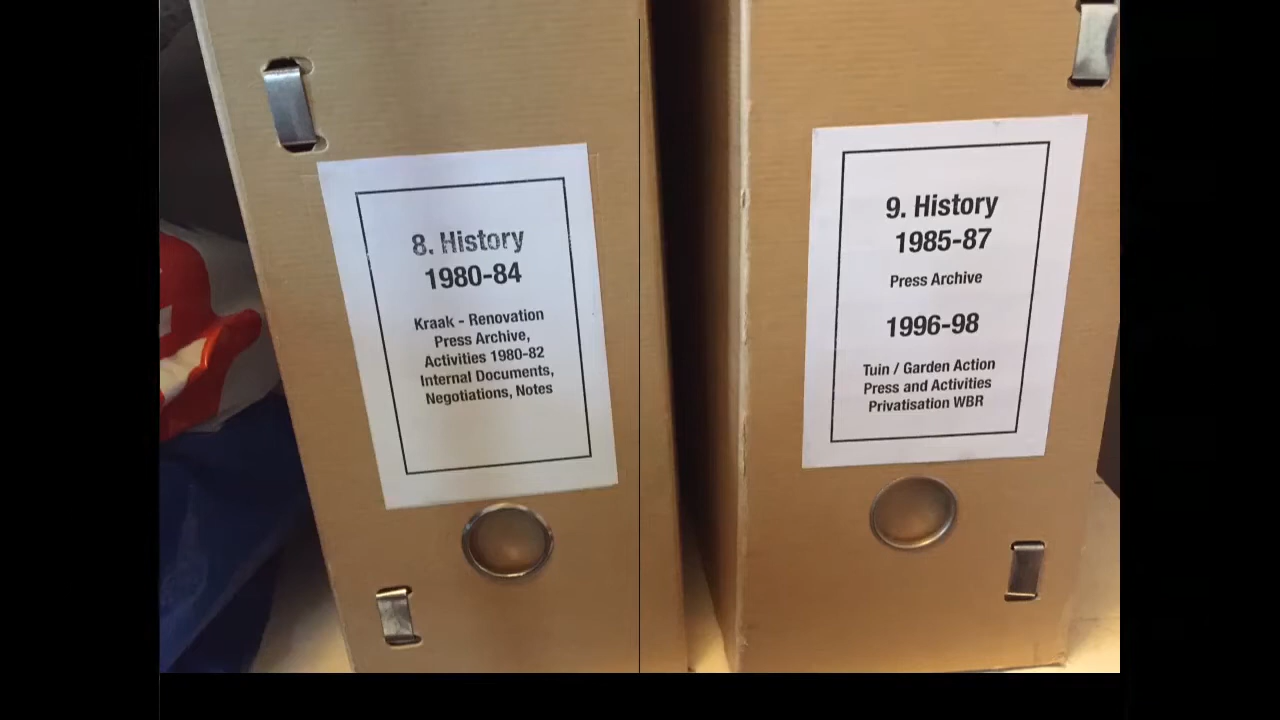 8. History
1980-84
Kraak - Renovation
Press Archive,
Activities 1980-82
Internal Documents,
Negotiations, Notes
9. History
1985-87
Press Archive
1996-98
Tuin / Garden Action
Press and Activities
Privatisation WBR